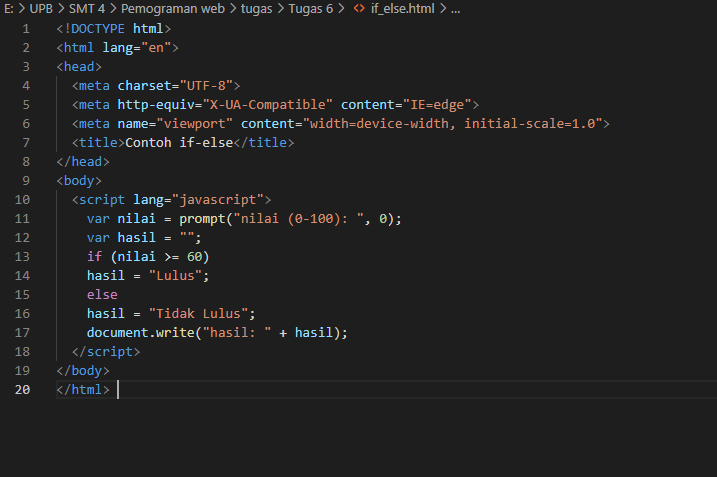 E: > UPB > SMT 4 > Pemograman web > tugas > Tugas 6 > <> if_else.html > ...
1 <!DOCTYPE html>
2 <html lang="en">
3 <head>
4   <meta charset="UTF-8">
5   <meta http-equiv="X-UA-Compatible" content="IE=edge">
6   <meta name="viewport" content="width=device-width, initial-scale=1.0">
7   <title>Contoh if-else</title>
8 </head>
9 <body>
10   <script lang="javascript">
11     var nilai = prompt("nilai (0-100): ", 0);
12     var hasil = "";
13     if (nilai >= 60)
14     hasil = "Lulus";
15     else
16     hasil = "Tidak Lulus";
17     document.write("hasil: " + hasil);
18   </script>
19 </body>
20 </html>